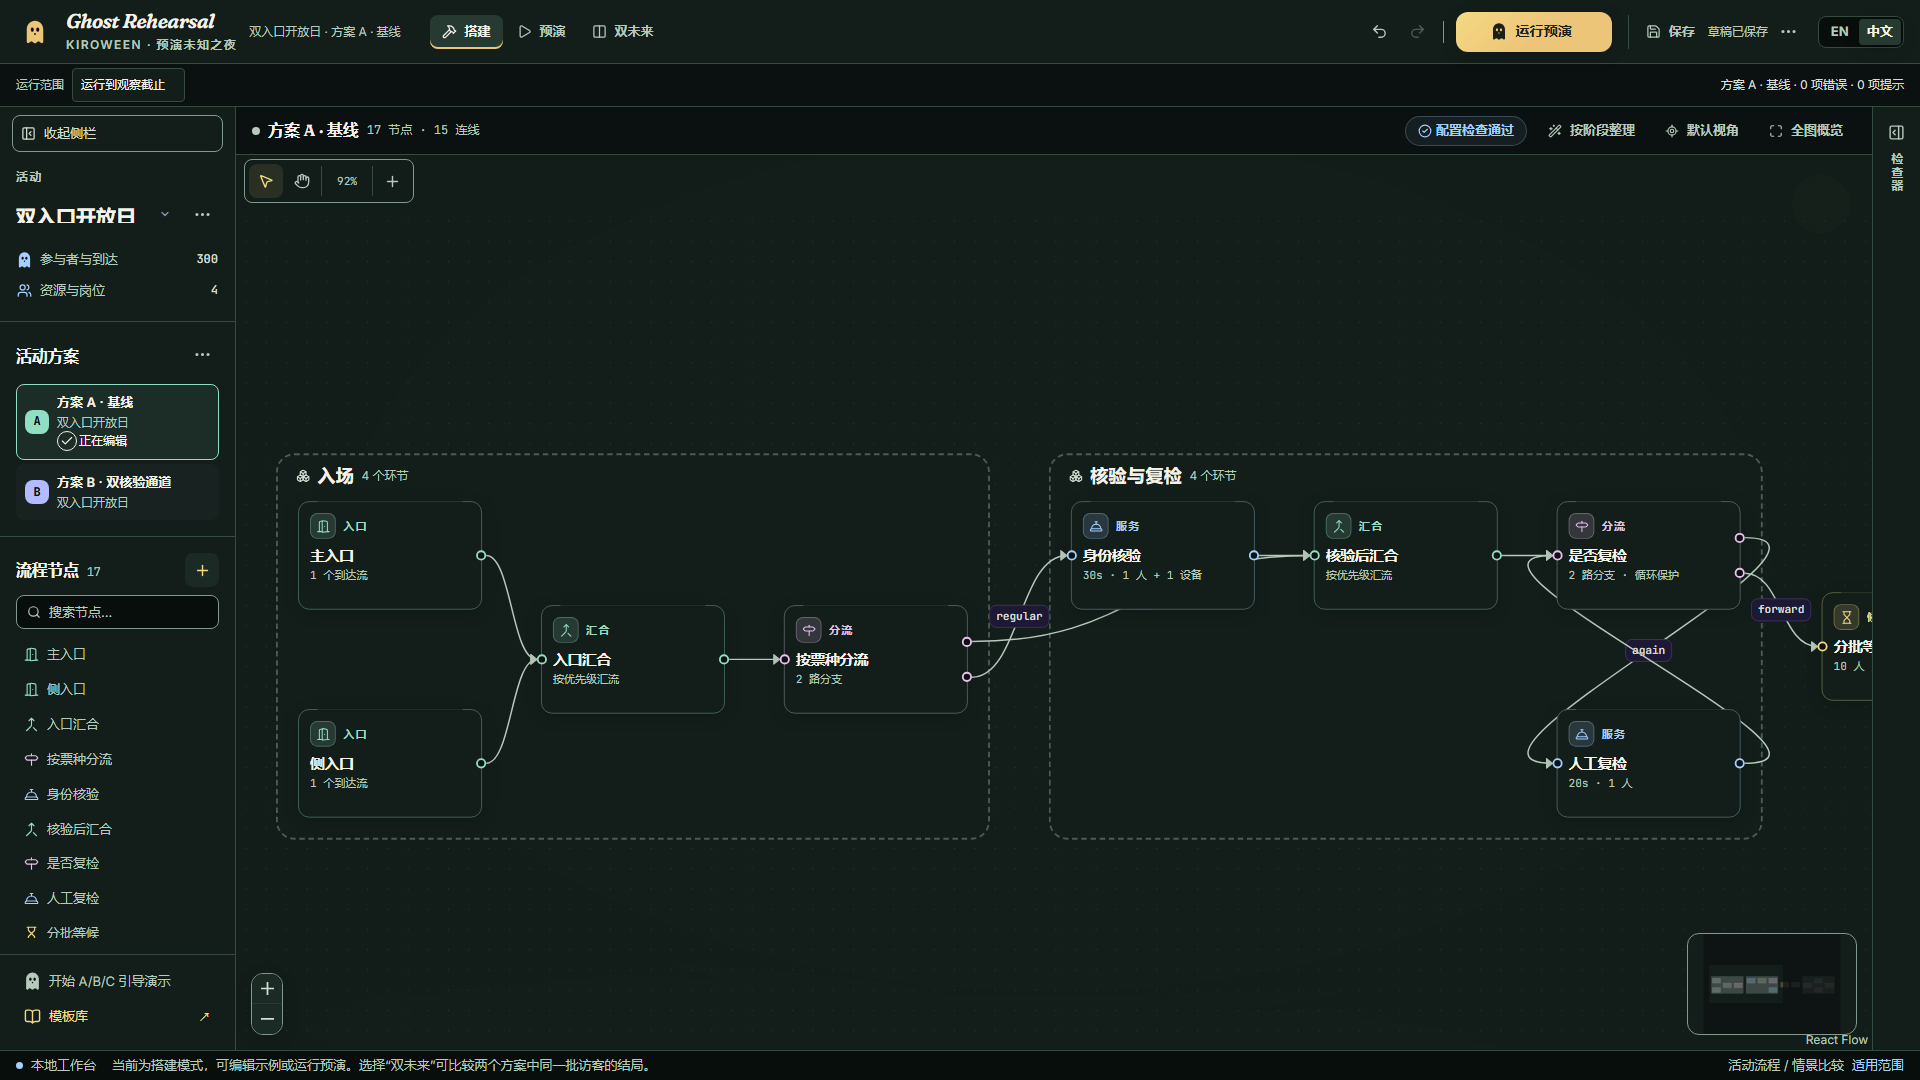 Ghost Rehearsal
KIROWEEN · 预演未知之夜
双入口开放日 · 方案 A · 基线
搭建
预演
双未来
运行预演
保存
草稿已保存
EN
中文
运行范围
运行到观察截止
方案 A · 基线 · 0 项错误 · 0 项提示
收起侧栏
活动
双入口开放日
参与者与到达
300
资源与岗位
4
活动方案
A
方案 A · 基线
双入口开放日
正在编辑
B
方案 B · 双核验通道
双入口开放日
流程节点 17
搜索节点...
主入口
侧入口
入口汇合
按票种分流
身份核验
核验后汇合
是否复检
人工复检
分批等候
开始 A/B/C 引导演示
模板库
方案 A · 基线
17 节点 · 15 连线
配置检查通过
按阶段整理
默认视角
全图概览
92%
检查器
入场 4 个环节
入口
主入口
1 个到达流
入口
侧入口
1 个到达流
汇合
入口汇合
按优先级汇流
分流
按票种分流
2 路分支
regular
核验与复检 4 个环节
服务
身份核验
30s · 1 人 + 1 设备
汇合
核验后汇合
按优先级汇流
分流
是否复检
2 路分支 · 循环保护
again
forward
服务
人工复检
20s · 1 人
分批等
10 人
React Flow
本地工作台
当前为搭建模式，可编辑示例或运行预演。选择“双未来”可比较两个方案中同一批访客的结局。
活动流程 / 情景比较
适用范围